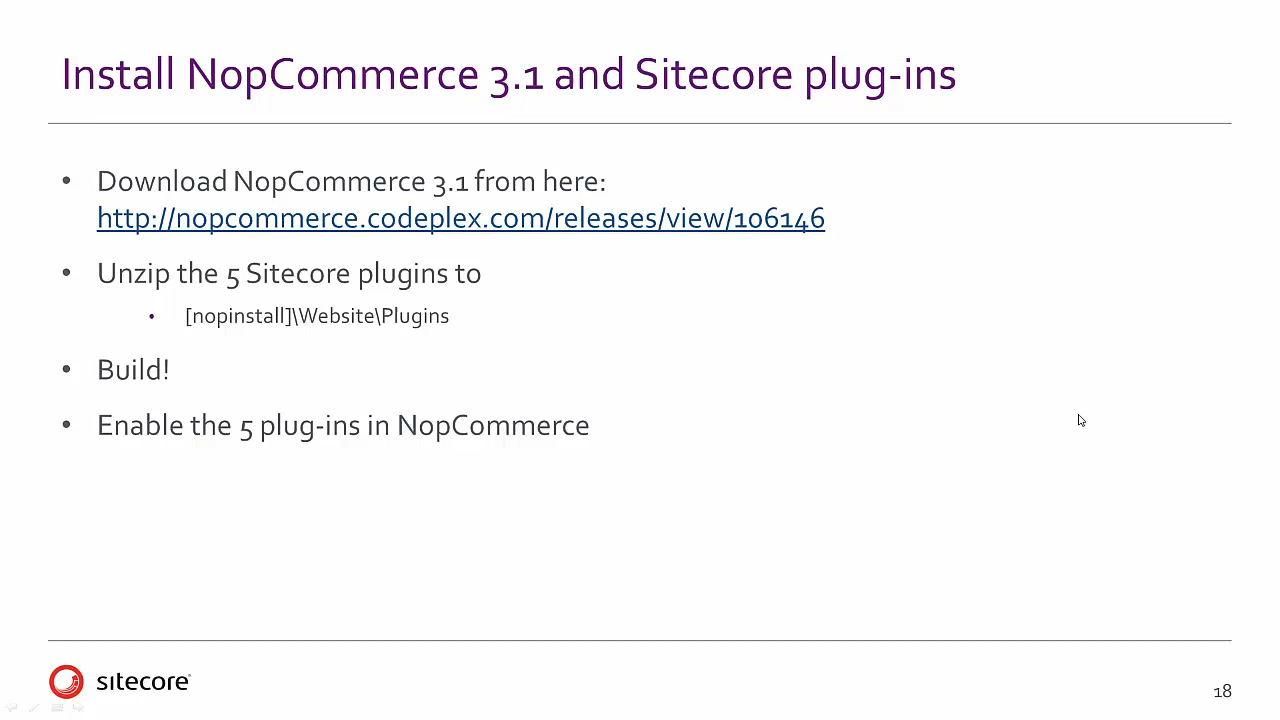 Install NopCommerce 3.1 and Sitecore plug-ins
• Download NopCommerce 3.1 from here:
http://nopcommerce.codeplex.com/releases/view/106146
• Unzip the 5 Sitecore plugins to
• [nopinstall]\Website\Plugins
• Build!
• Enable the 5 plug-ins in NopCommerce
sitecore
18